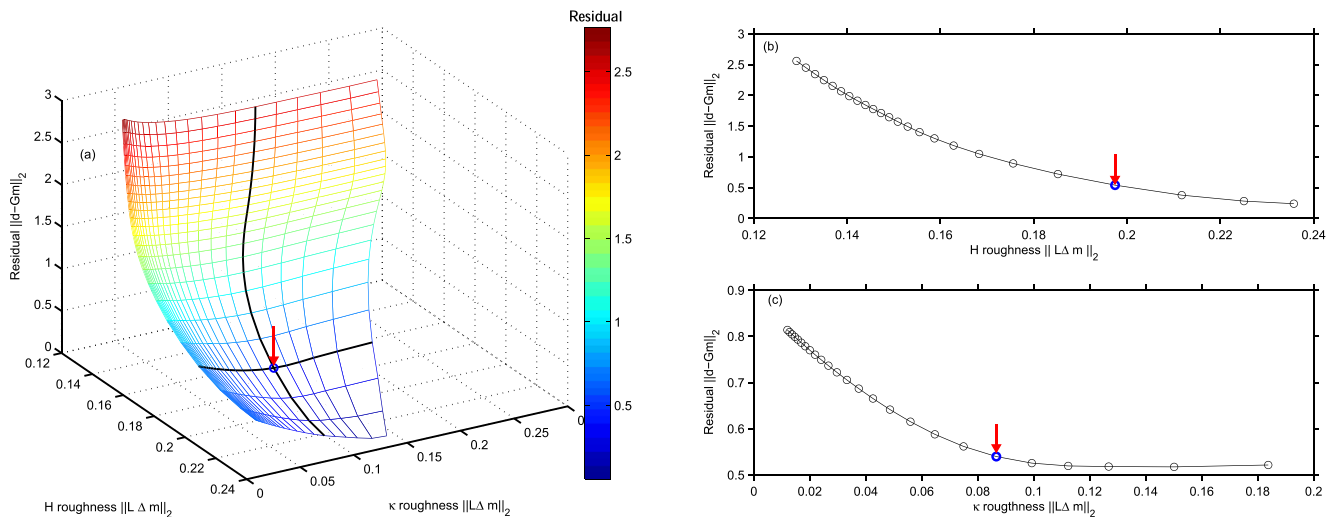 Residual
2.5
2
1.5
1
0.5
(a)
3
2.5
2
1.5
1
0.5
0
Residual ||d−Gm||2
0.12
0.14
0.16
0.18
0.2
0.22
0.24
H roughness ||L Δ m||2
0
0.05
0.1
0.15
0.2
0.25
κ roughness ||LΔ m||2
(b)
3
2.5
2
1.5
1
0.5
0
Residual ||d−Gm||2
0.12 0.14 0.16 0.18 0.2 0.22 0.24
H roughness || LΔ m ||2
(c)
0.9
0.8
0.7
0.6
0.5
Residual ||d−Gm||2
0 0.02 0.04 0.06 0.08 0.1 0.12 0.14 0.16 0.18 0.2
κ rougthness ||LΔ m||2